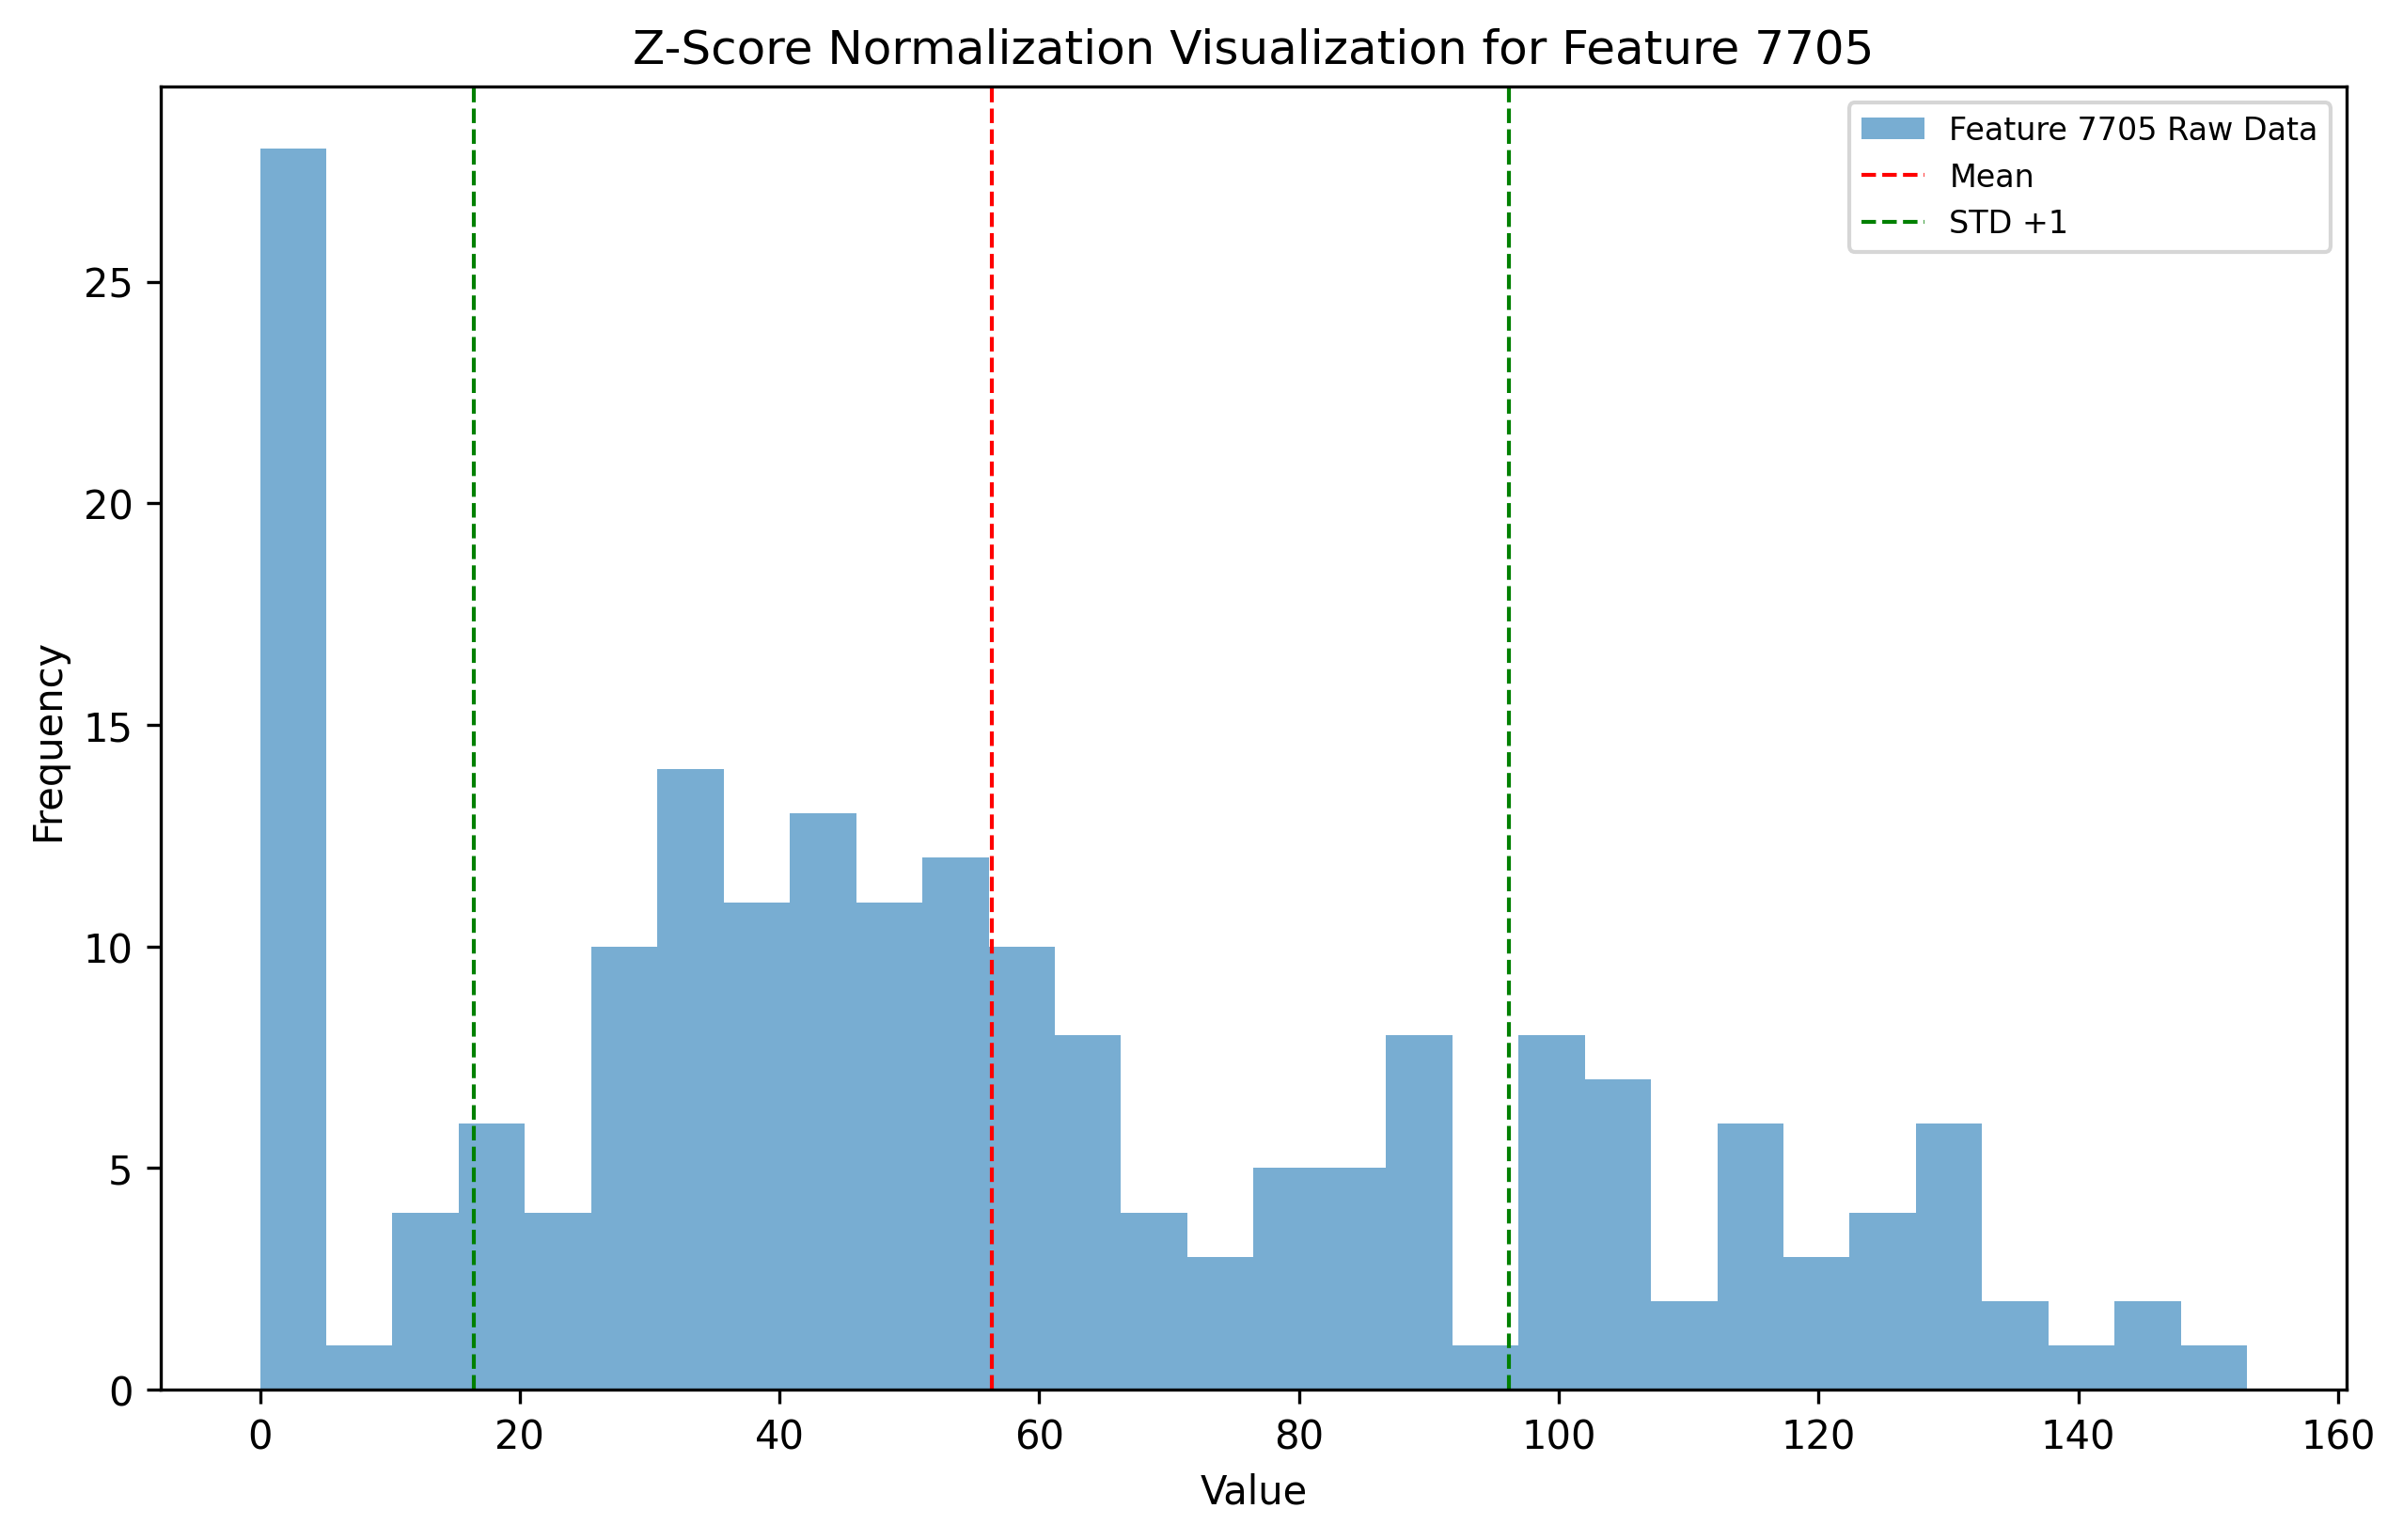 Z-Score Normalization Visualization for Feature 7705
Feature 7705 Raw Data
Mean
STD +1
Frequency
25
20
15
10
5
0
0 20 40 60 80 100 120 140 160
Value